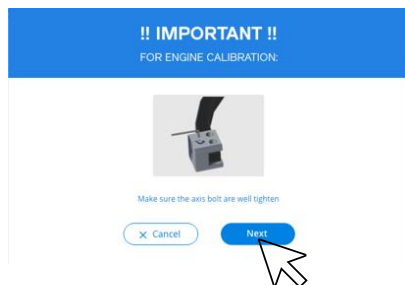 !! IMPORTANT !!
FOR ENGINE CALIBRATION:
Make sure the axis bolt are well tighten
X Cancel
Next